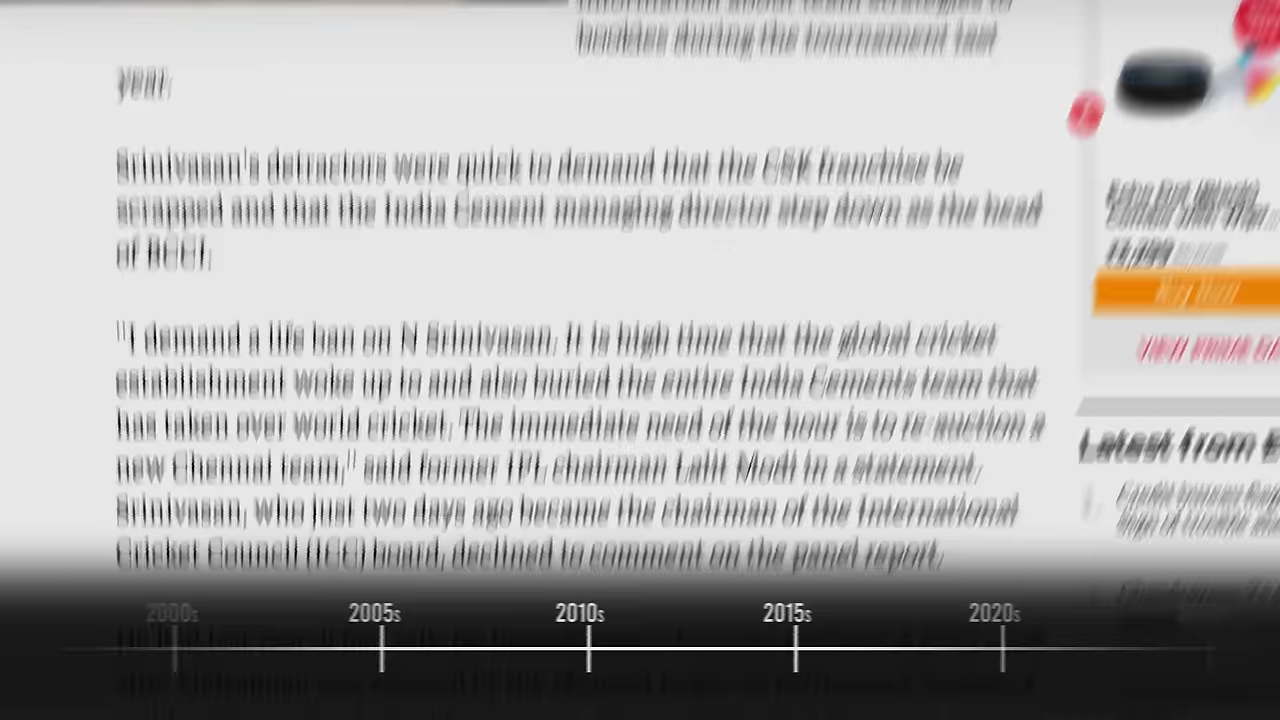 bookies during the tournament last
year.
Srinivasan's detractors were quick to demand that the CSK franchise be
scrapped and that the India Cement managing director step down as the head
of BCCI.
"I demand a life ban on N Srinivasan. It is high time that the global cricket
establishment woke up to and also buried the entire India Cements team that
has taken over world cricket. The immediate need of the hour is to re-auction a
new Chennai team," said former IPL chairman Lalit Modi in a statement.
Srinivasan, who just two days ago became the chairman of the International
Cricket Council (ICC) board, declined to comment on the panel report.
Buy Now
Latest from E
2000s
2005s
2010s
2015s
2020s